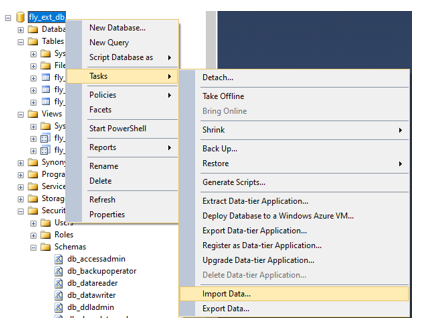 fly_ext_db
Databa
Tables
Sys
File
fly_
fly_
fly_
Views
Sys
fly_
fly_
Synony
Progra
Service
Storag
Securit
Users
Roles
Schemas
db_accessadmin
db_backupoperator
db_datareader
db_datawriter
db_ddladmin
New Database...
New Query
Script Database as
Tasks
Policies
Facets
Start PowerShell
Reports
Rename
Delete
Refresh
Properties
Detach...
Take Offline
Bring Online
Shrink
Back Up...
Restore
Generate Scripts...
Extract Data-tier Application...
Deploy Database to a Windows Azure VM...
Export Data-tier Application...
Register as Data-tier Application...
Upgrade Data-tier Application...
Delete Data-tier Application...
Import Data...
Export Data...